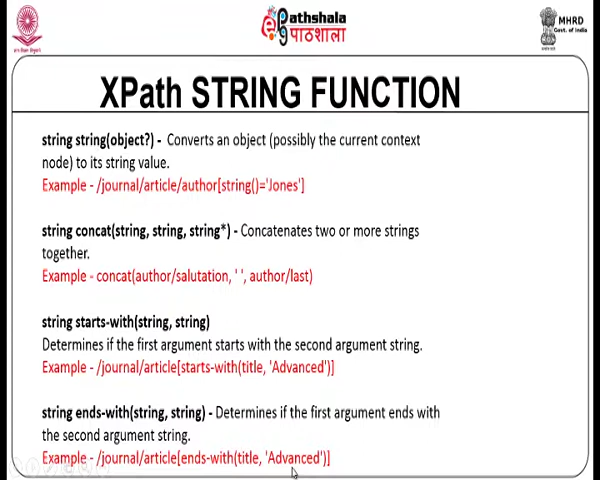 Pathshala
पाठशाला
MHRD
Govt. of India
XPath STRING FUNCTION
string string(object?) - Converts an object (possibly the current context
node) to its string value.
Example - /journal/article/author[string()='Jones']
string concat(string, string, string*) - Concatenates two or more strings
together.
Example - concat(author/salutation, ' ', author/last)
string starts-with(string, string)
Determines if the first argument starts with the second argument string.
Example - /journal/article[starts-with(title, 'Advanced')]
string ends-with(string, string) - Determines if the first argument ends with
the second argument string.
Example - /journal/article[ends-with(title, 'Advanced')]